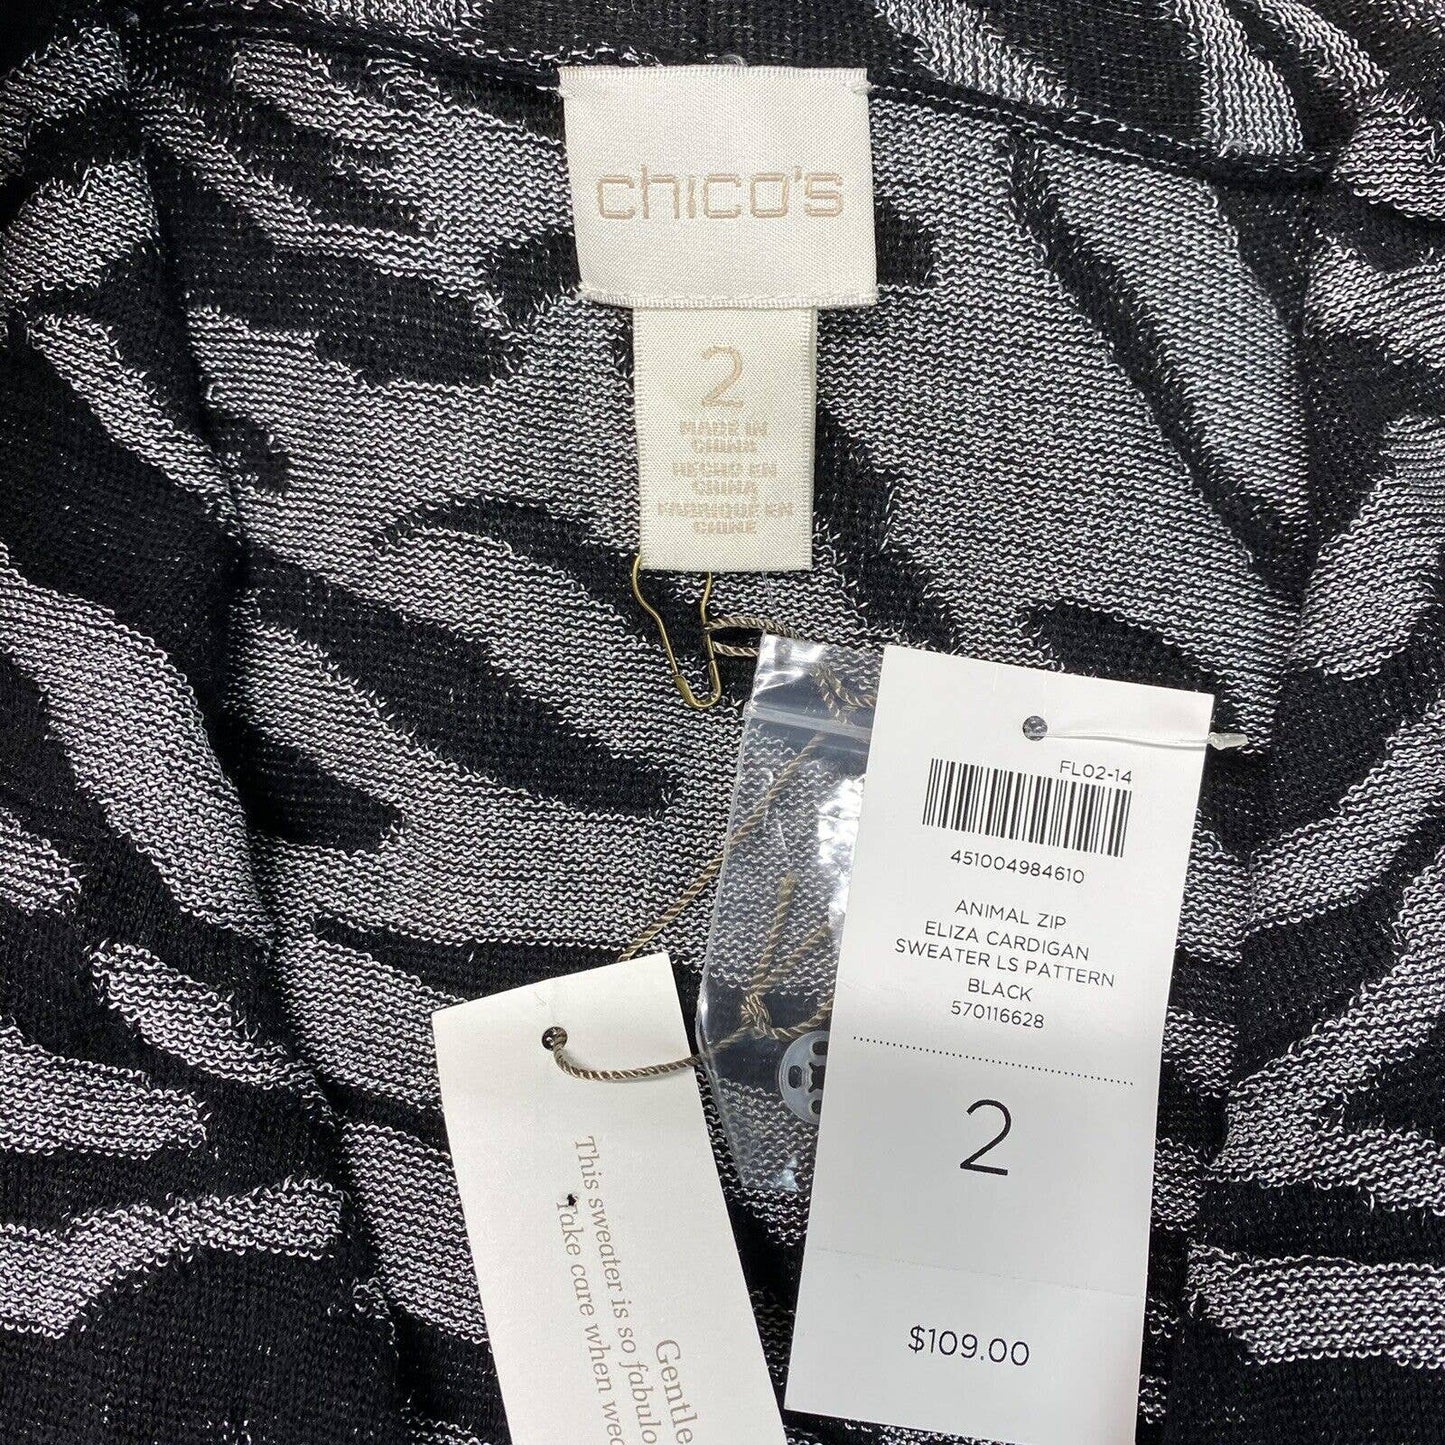 chico's
2
MADE IN
CHINA
HECHO EN
CHINA
FABRIQUÉ EN
CHINE
FL02-14
451004984610
ANIMAL ZIP
ELIZA CARDIGAN
SWEATER LS PATTERN
BLACK
570116628
2
$109.00
Gentle
This sweater is so fabulo
Take care when wea